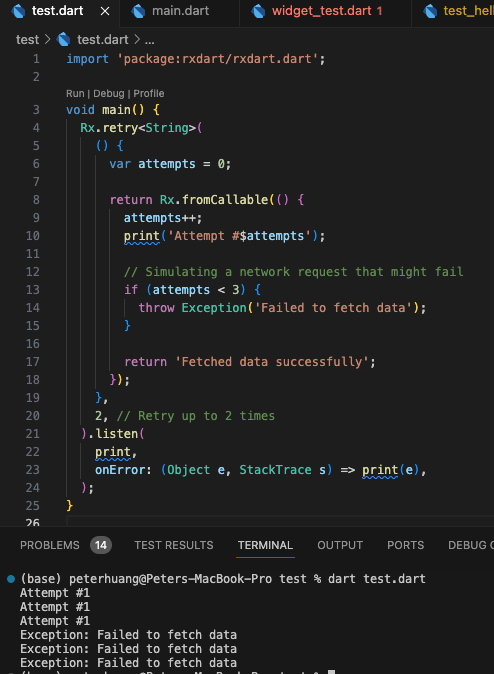 test.dart × main.dart widget_test.dart 1
test > test.dart > ...
1 import 'package:rxdart/rxdart.dart';
2
Run | Debug | Profile
3 void main() {
4 Rx.retry<String>(
5 () {
6 var attempts = 0;
7
8 return Rx.fromCallable(() {
9 attempts++;
10 print('Attempt #$attempts');
11
12 // Simulating a network request that might fail
13 if (attempts < 3) {
14 throw Exception('Failed to fetch data');
15 }
16
17 return 'Fetched data successfully';
18 });
19 },
20 2, // Retry up to 2 times
21 ).listen(
22 print,
23 onError: (Object e, StackTrace s) => print(e),
24 );
25 }
26
PROBLEMS 14 TEST RESULTS TERMINAL OUTPUT PORTS DEBUG
(base) peterhuang@Peters-MacBook-Pro test % dart test.dart
Attempt #1
Attempt #1
Attempt #1
Exception: Failed to fetch data
Exception: Failed to fetch data
Exception: Failed to fetch data